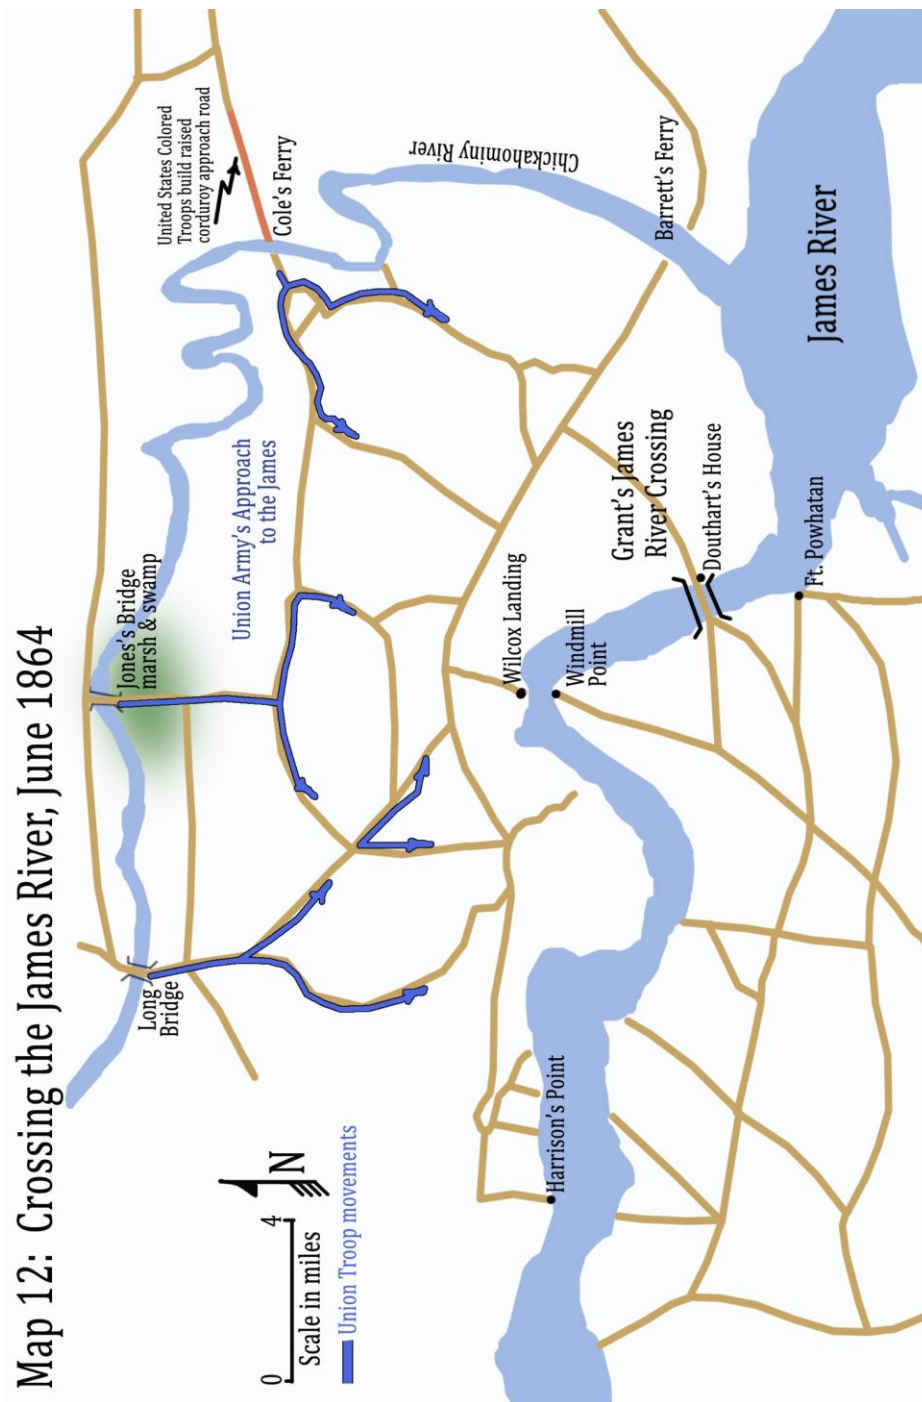 Map 12: Crossing the James River, June 1864
United States Colored
Troops build raised
corduroy approach road
Cole's Ferry
Chickahominy River
Barrett's Ferry
James River
Jones's Bridge
marsh & swamp
Union Army's Approach
to the James
Grant's James
River Crossing
Douthart's House
Ft. Powhatan
Wilcox Landing
Windmill
Point
Long
Bridge
Harrison's Point
N
0
4
Scale in miles
Union Troop movements